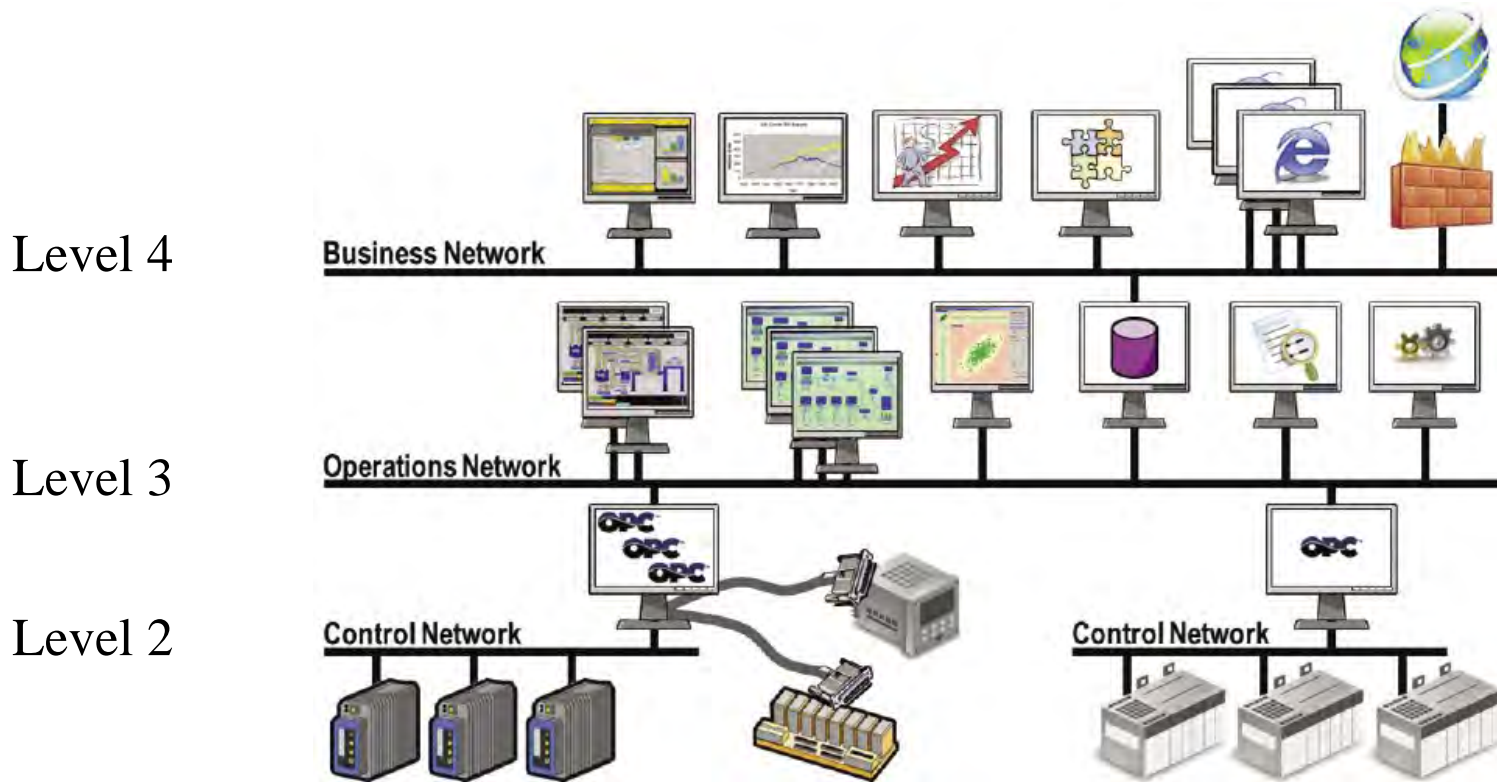 Level 4
Business Network
Level 3
Operations Network
OPC
OPC
OPC
OPC
Level 2
Control Network
Control Network